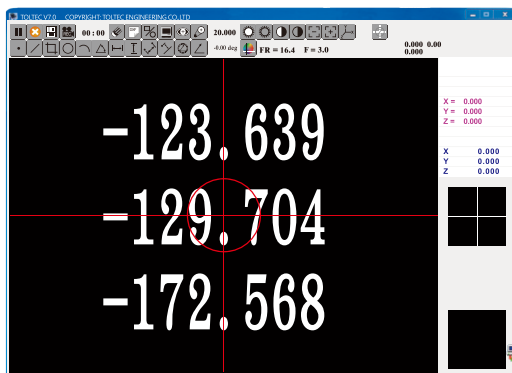 TOLTEC V7.0 COPYRIGHT: TOLTEC ENGINEERING CO.,LTD
00 : 00
20.000
-0.00 deg
FR = 16.4 F = 3.0
0.000 0.00
0.000
X = 0.000
Y = 0.000
Z = 0.000
X 0.000
Y 0.000
Z 0.000
-123.639
-129.704
-172.568